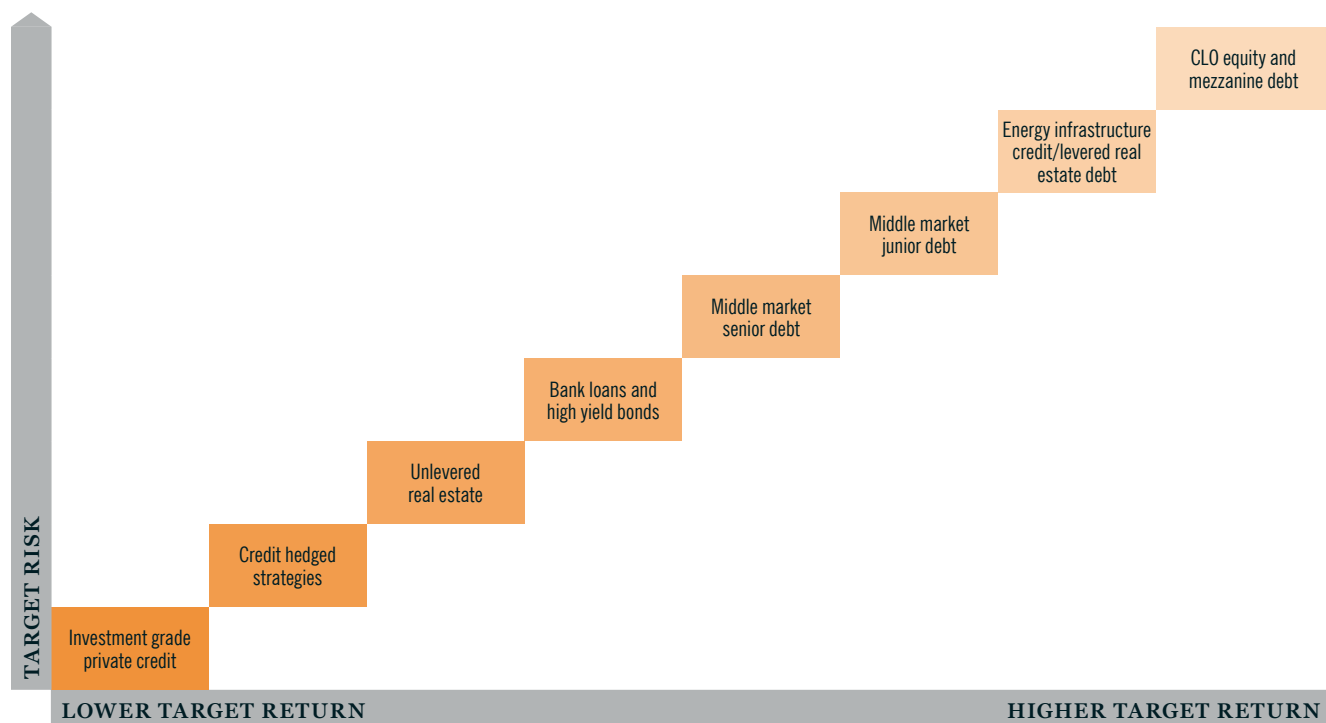 CLO equity and
mezzanine debt
Energy infrastructure
credit/levered real
estate debt
Middle market
junior debt
Middle market
senior debt
Bank loans and
high yield bonds
Unlevered
real estate
Credit hedged
strategies
Investment grade
private credit
TARGET RISK
LOWER TARGET RETURN
HIGHER TARGET RETURN